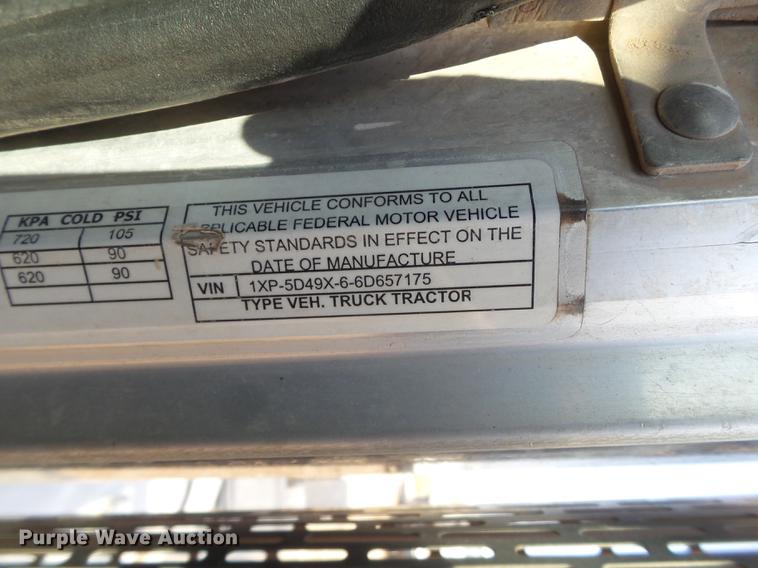 KPA COLD PSI
720 105
620 90
620 90
THIS VEHICLE CONFORMS TO ALL
APPLICABLE FEDERAL MOTOR VEHICLE
SAFETY STANDARDS IN EFFECT ON THE
DATE OF MANUFACTURE
VIN 1XP-5D49X-6-6D657175
TYPE VEH. TRUCK TRACTOR
Purple Wave Auction